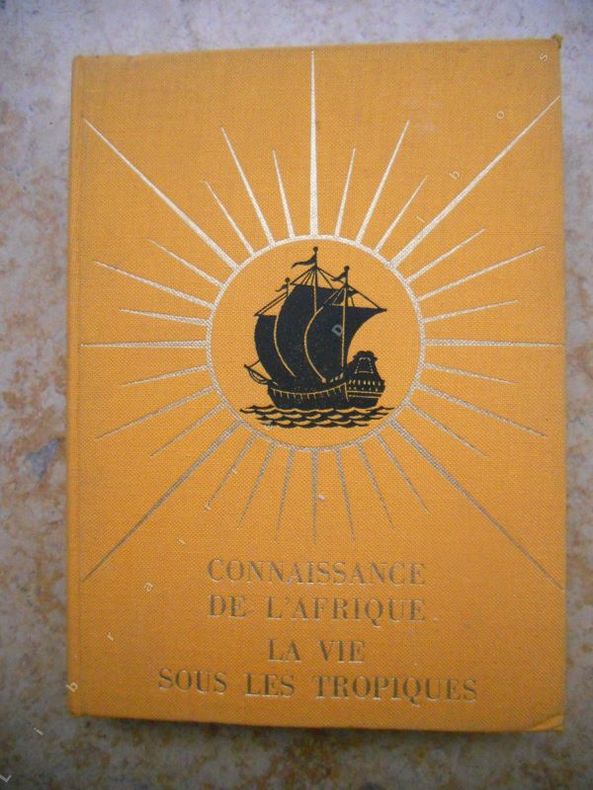 CONNAISSANCE
DE L'AFRIQUE
LA VIE
SOUS LES TROPIQUES